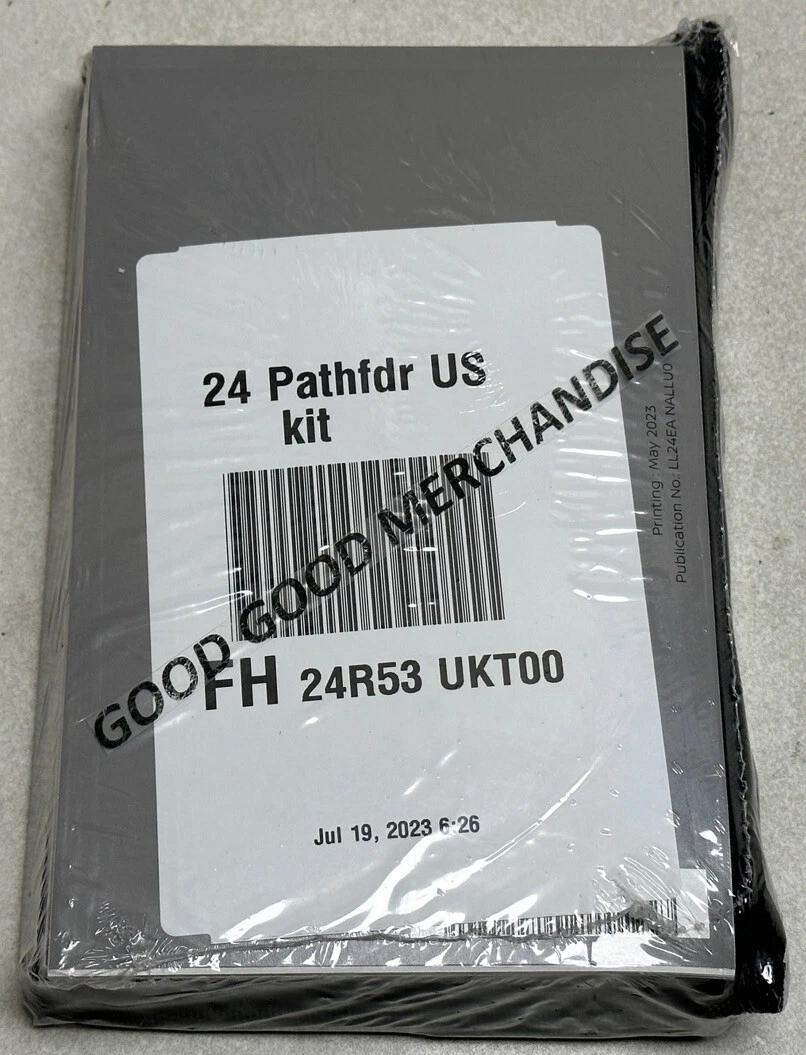 24 Pathfdr US
kit
FH 24R53 UKT00
Jul 19, 2023 6:26
Printing: May 2023
Publication No.: LL24EA NALLU0
GOOD GOOD MERCHANDISE